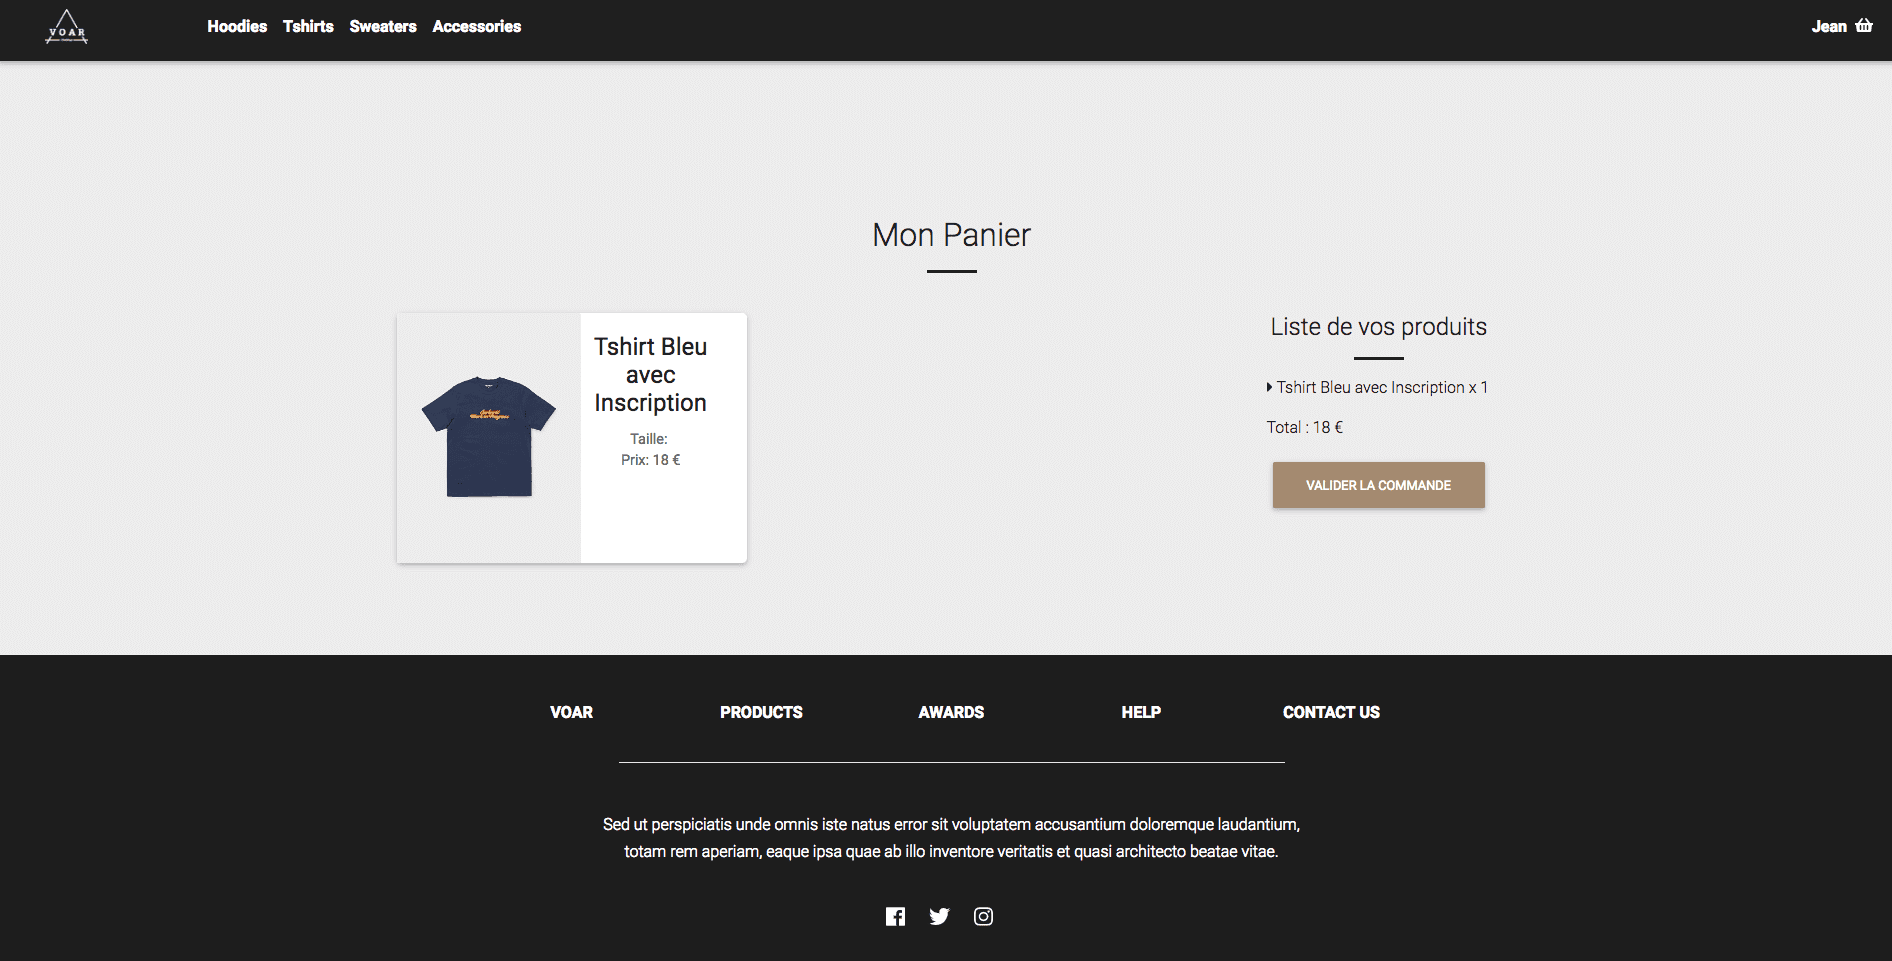 VOAR
Hoodies Tshirts Sweaters Accessories
Jean
Mon Panier
Tshirt Bleu
avec
Inscription
Taille:
Prix: 18 €
Liste de vos produits
Tshirt Bleu avec Inscription x 1
Total : 18 €
VALIDER LA COMMANDE
VOAR PRODUCTS AWARDS HELP CONTACT US
Sed ut perspiciatis unde omnis iste natus error sit voluptatem accusantium doloremque laudantium,
totam rem aperiam, eaque ipsa quae ab illo inventore veritatis et quasi architecto beatae vitae.